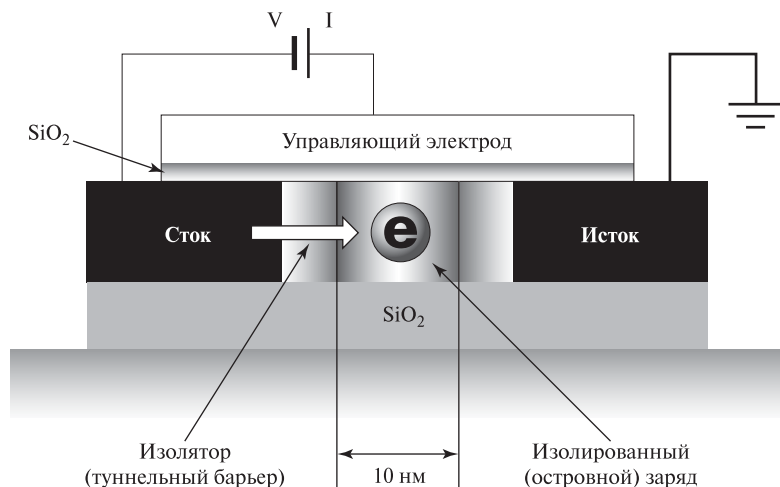 V I
SiO₂
Управляющий электрод
Сток
e
Исток
SiO₂
Изолятор
(туннельный барьер)
10 нм
Изолированный
(островной) заряд